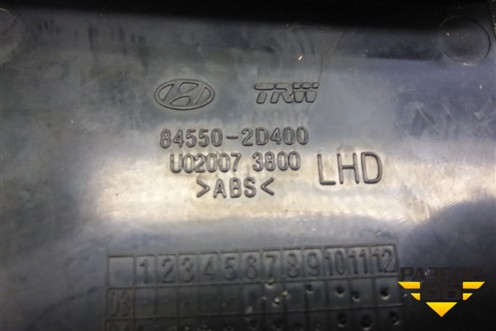 TRW
84550-2D400
U02007 3800
>ABS<
LHD
1 2 3 4 5 6 7 8 9 10 11 12